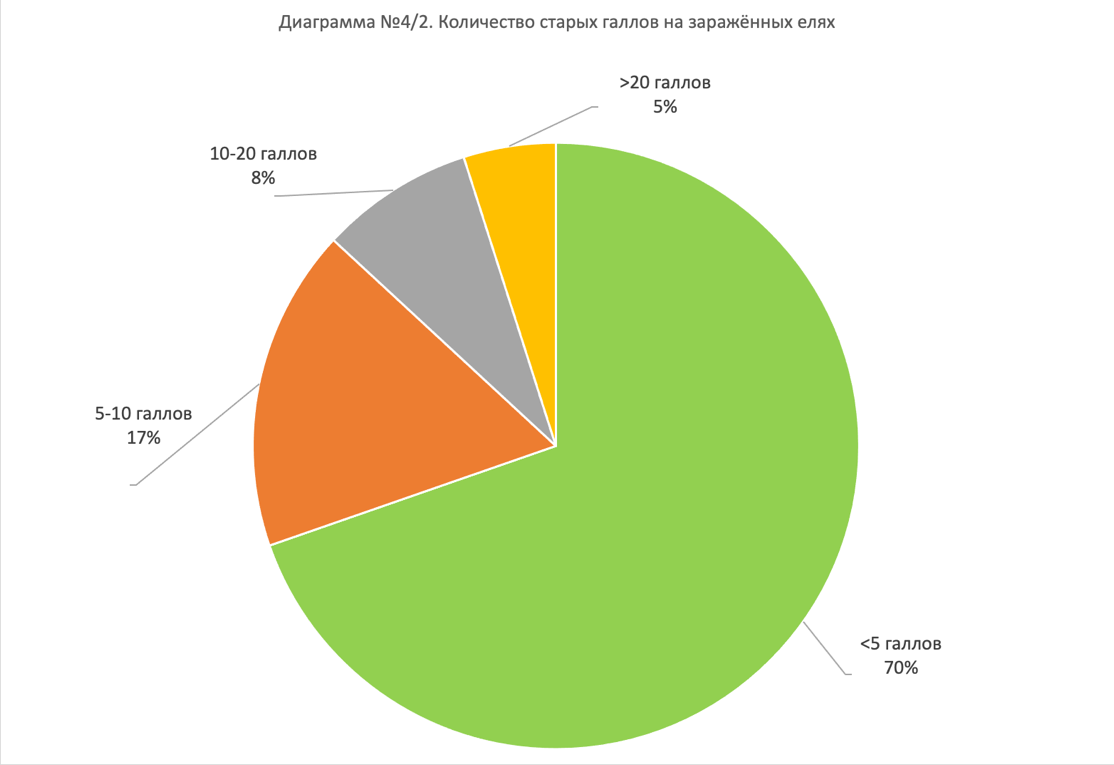 Диаграмма №4/2. Количество старых галлов на заражённых елях
>20 галлов
5%
10-20 галлов
8%
5-10 галлов
17%
<5 галлов
70%